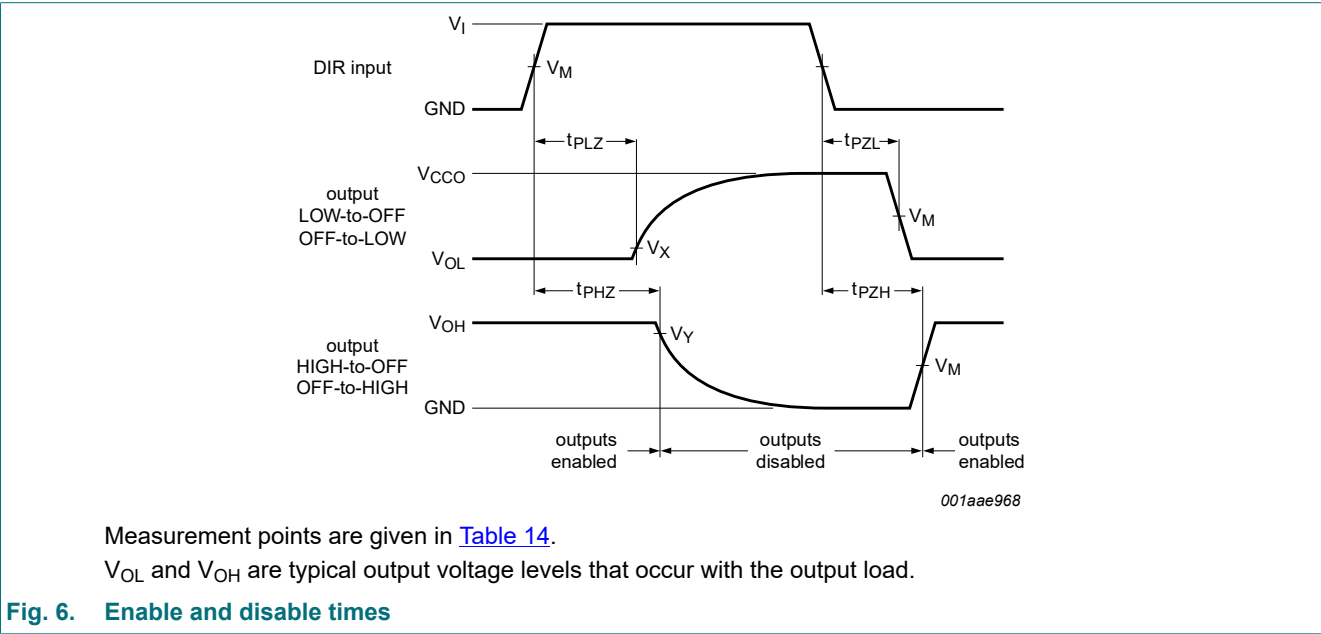 V_I
DIR input
V_M
GND
t_PLZ
t_PZL
V_CCO
output
LOW-to-OFF
OFF-to-LOW
V_M
V_X
V_OL
t_PHZ
t_PZH
V_OH
V_Y
output
HIGH-to-OFF
OFF-to-HIGH
V_M
GND
outputs
enabled
outputs
disabled
outputs
enabled
001aae968
Measurement points are given in Table 14.
V_OL and V_OH are typical output voltage levels that occur with the output load.
Fig. 6. Enable and disable times